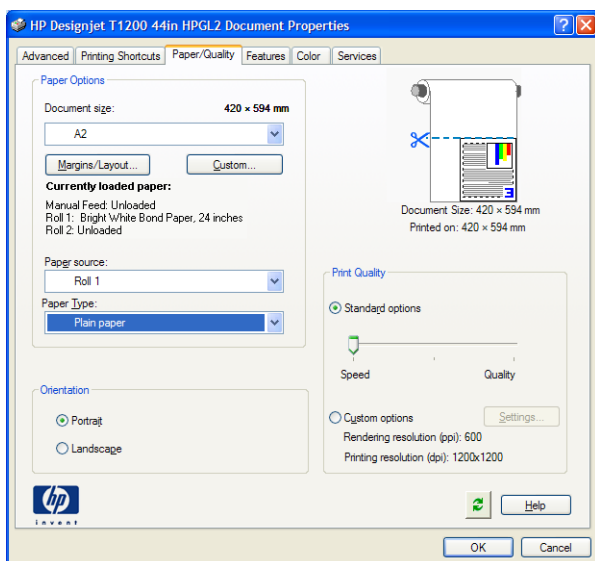 HP Designjet T1200 44in HPGL2 Document Properties
Advanced Printing Shortcuts Paper/Quality Features Color Services
Paper Options
Document size: 420 × 594 mm
A2
Margins/Layout... Custom...
Currently loaded paper:
Manual Feed: Unloaded
Roll 1: Bright White Bond Paper, 24 inches
Roll 2: Unloaded
Paper source:
Roll 1
Paper Type:
Plain paper
Orientation
Portrait
Landscape
3
Document Size: 420 × 594 mm
Printed on: 420 × 594 mm
Print Quality
Standard options
Speed Quality
Custom options Settings...
Rendering resolution (ppi): 600
Printing resolution (dpi): 1200x1200
hp
invent
Help
OK Cancel